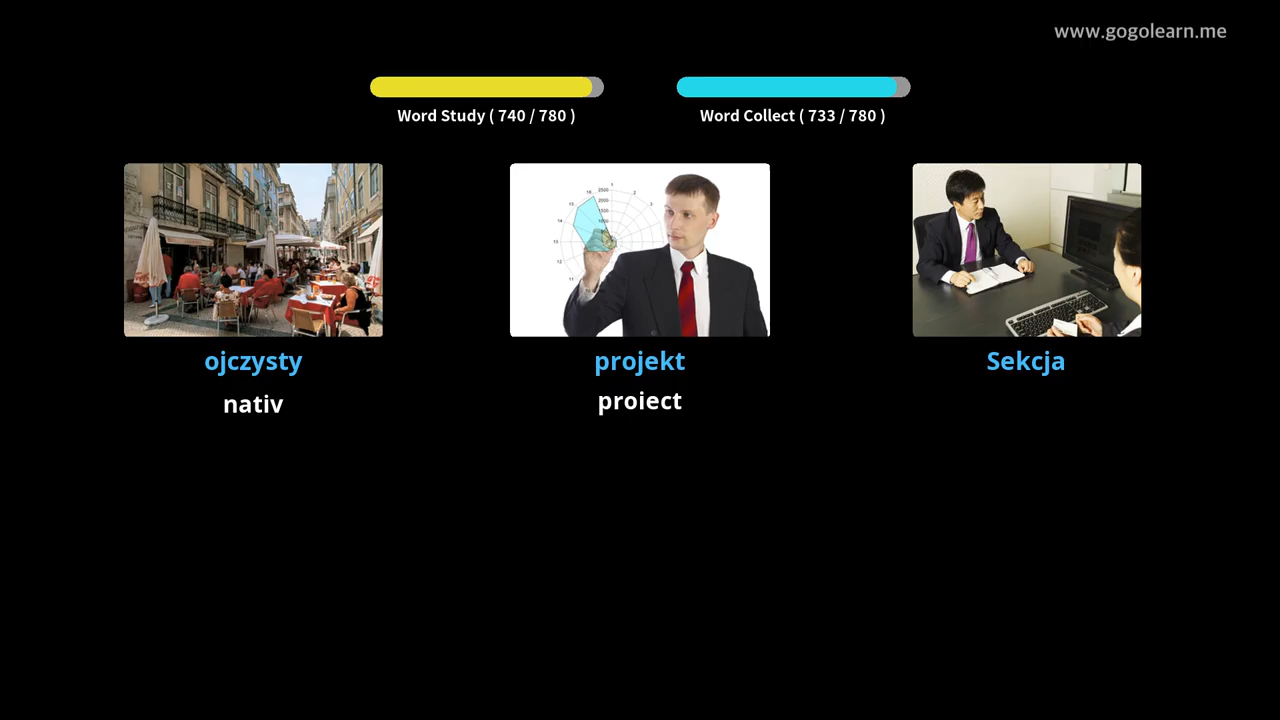 www.gogolearn.me
Word Study ( 740 / 780 )
Word Collect ( 733 / 780 )
ojczysty
projekt
Sekcja
nativ
proiect